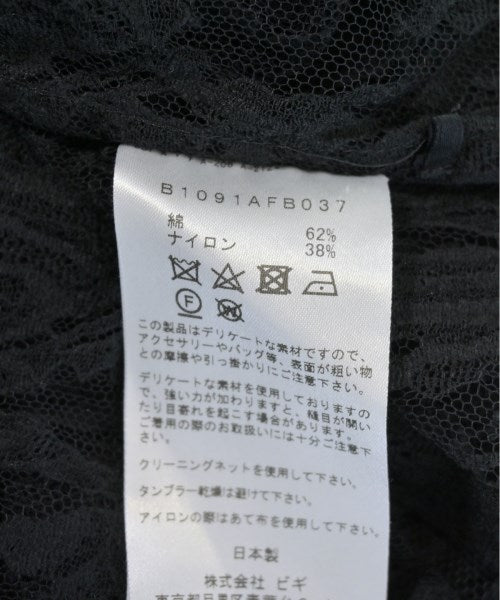 B1091AFB037
綿 62%
ナイロン 38%
F
W
この製品はデリケートな素材ですので、
アクセサリーやバッグ等、表面が粗い物
との摩擦や引っ掛かりにご注意下さい。
デリケートな素材を使用しておりますの
で、強い力が加わりますと、縫目が開い
たり目寄れを起こす場合があります。
ご着用の際のお取扱いには十分ご注意下
さい。
クリーニングネットを使用して下さい。
タンブラー乾燥は避けて下さい。
アイロンの際はあて布を使用して下さい。
日本製
株式会社 ビギ